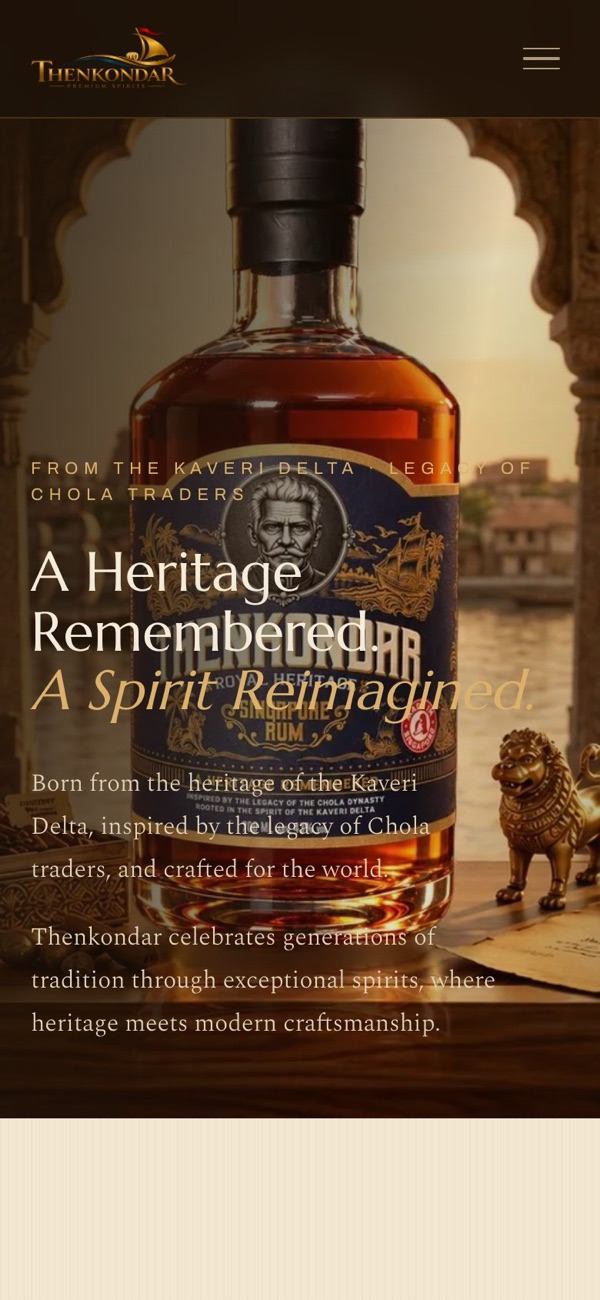 THENKONDAR
PREMIUM SPIRITS
FROM THE KAVERI DELTA · LEGACY OF
CHOLA TRADERS
A Heritage
Remembered.
A Spirit Reimagined.
THENKONDAR
ROYAL HERITAGE
SINGAPORE
RUM
Born from the heritage of the Kaveri
INSPIRED BY THE LEGACY OF THE CHOLA DYNASTY
ROOTED IN THE SPIRIT OF THE KAVERI DELTA
Delta, inspired by the legacy of Chola
traders, and crafted for the world.
Thenkondar celebrates generations of
tradition through exceptional spirits, where
heritage meets modern craftsmanship.